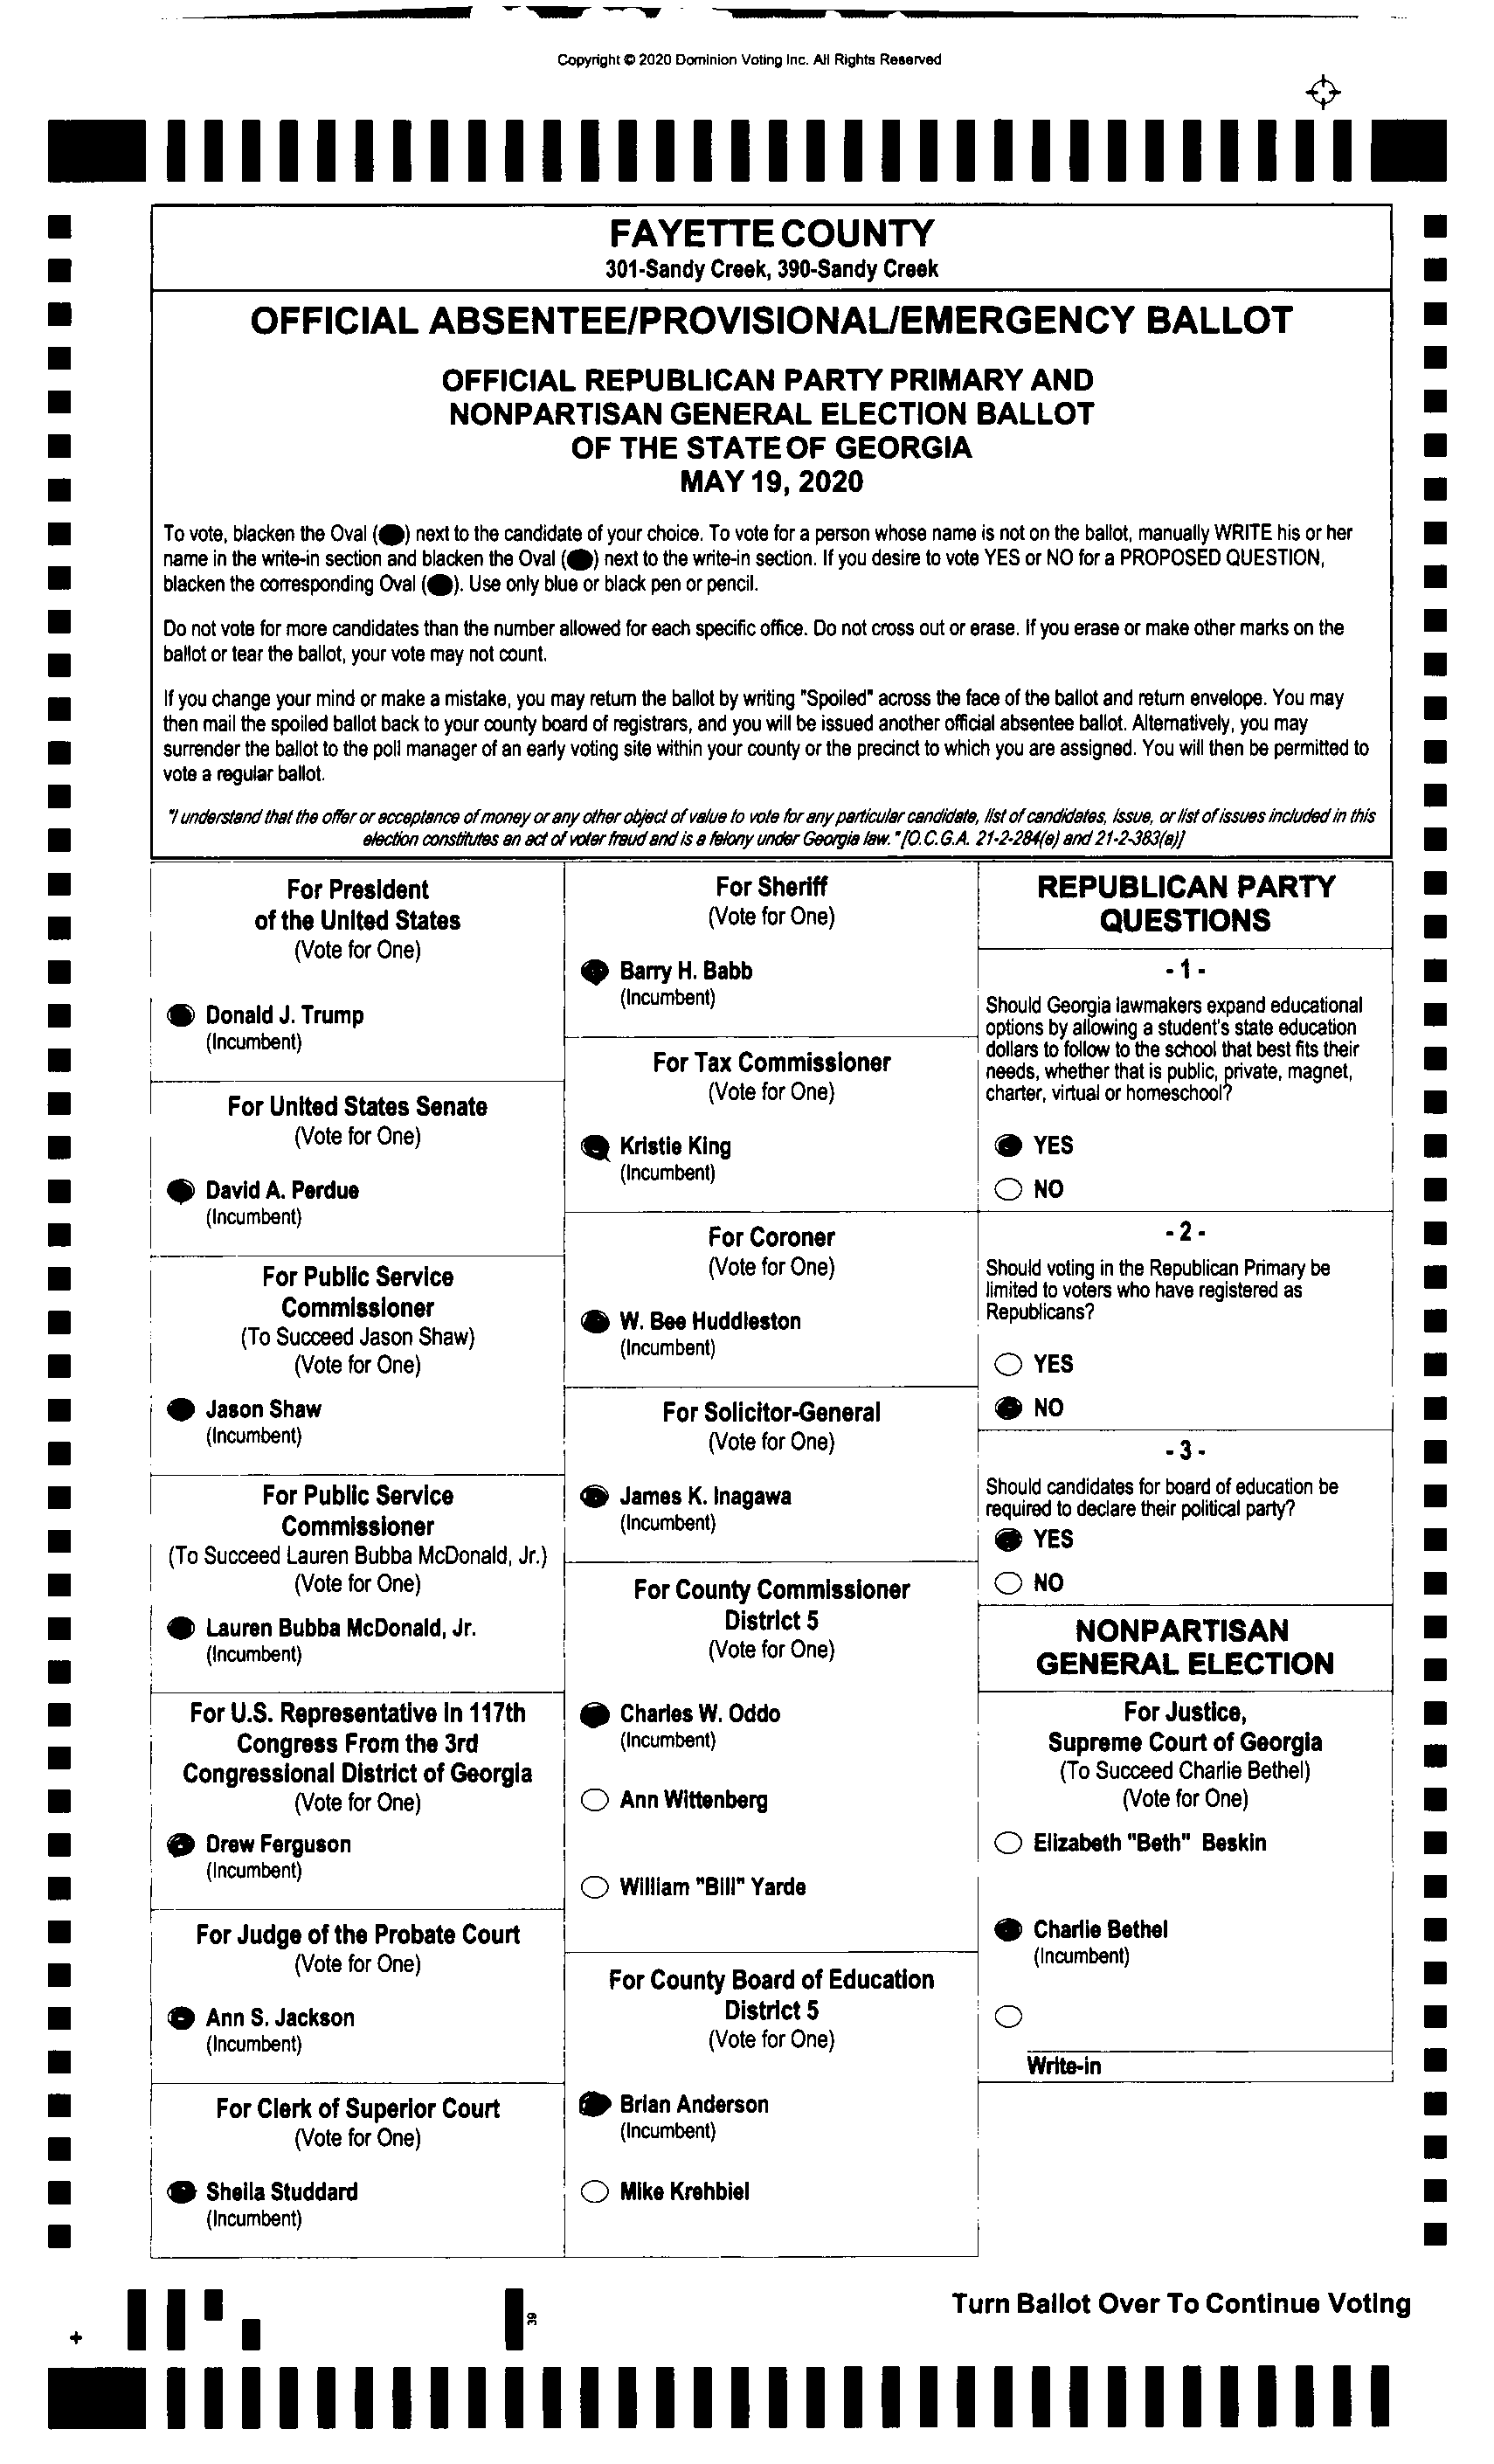 Copyright © 2020 Dominion Voting Inc. All Rights Reserved
FAYETTE COUNTY
301-Sandy Creek, 390-Sandy Creek
OFFICIAL ABSENTEE/PROVISIONAL/EMERGENCY BALLOT
OFFICIAL REPUBLICAN PARTY PRIMARY AND
NONPARTISAN GENERAL ELECTION BALLOT
OF THE STATE OF GEORGIA
MAY 19, 2020
To vote, blacken the Oval (●) next to the candidate of your choice. To vote for a person whose name is not on the ballot, manually WRITE his or her
name in the write-in section and blacken the Oval (●) next to the write-in section. If you desire to vote YES or NO for a PROPOSED QUESTION,
blacken the corresponding Oval (●). Use only blue or black pen or pencil.
Do not vote for more candidates than the number allowed for each specific office. Do not cross out or erase. If you erase or make other marks on the
ballot or tear the ballot, your vote may not count.
If you change your mind or make a mistake, you may return the ballot by writing "Spoiled" across the face of the ballot and return envelope. You may
then mail the spoiled ballot back to your county board of registrars, and you will be issued another official absentee ballot. Alternatively, you may
surrender the ballot to the poll manager of an early voting site within your county or the precinct to which you are assigned. You will then be permitted to
vote a regular ballot.
"I understand that the offer or acceptance of money or any other object of value to vote for any particular candidate, list of candidates, issue, or list of issues included in this
election constitutes an act of voter fraud and is a felony under Georgia law." [O.C.G.A. 21-2-284(e) and 21-2-383(a)]
For President
of the United States
(Vote for One)
Donald J. Trump
(Incumbent)
For United States Senate
(Vote for One)
David A. Perdue
(Incumbent)
For Public Service
Commissioner
(To Succeed Jason Shaw)
(Vote for One)
Jason Shaw
(Incumbent)
For Public Service
Commissioner
(To Succeed Lauren Bubba McDonald, Jr.)
(Vote for One)
Lauren Bubba McDonald, Jr.
(Incumbent)
For U.S. Representative in 117th
Congress From the 3rd
Congressional District of Georgia
(Vote for One)
Drew Ferguson
(Incumbent)
For Judge of the Probate Court
(Vote for One)
Ann S. Jackson
(Incumbent)
For Clerk of Superior Court
(Vote for One)
Sheila Studdard
(Incumbent)
For Sheriff
(Vote for One)
Barry H. Babb
(Incumbent)
For Tax Commissioner
(Vote for One)
Kristie King
(Incumbent)
For Coroner
(Vote for One)
W. Bee Huddleston
(Incumbent)
For Solicitor-General
(Vote for One)
James K. Inagawa
(Incumbent)
For County Commissioner
District 5
(Vote for One)
Charles W. Oddo
(Incumbent)
Ann Wittenberg
William "Bill" Yarde
For County Board of Education
District 5
(Vote for One)
Brian Anderson
(Incumbent)
Mike Krehbiel
REPUBLICAN PARTY
QUESTIONS
- 1 -
Should Georgia lawmakers expand educational
options by allowing a student's state education
dollars to follow to the school that best fits their
needs, whether that is public, private, magnet,
charter, virtual or homeschool?
YES
NO
- 2 -
Should voting in the Republican Primary be
limited to voters who have registered as
Republicans?
YES
NO
- 3 -
Should candidates for board of education be
required to declare their political party?
YES
NO
NONPARTISAN
GENERAL ELECTION
For Justice,
Supreme Court of Georgia
(To Succeed Charlie Bethel)
(Vote for One)
Elizabeth "Beth" Beskin
Charlie Bethel
(Incumbent)
Write-in
39
Turn Ballot Over To Continue Voting